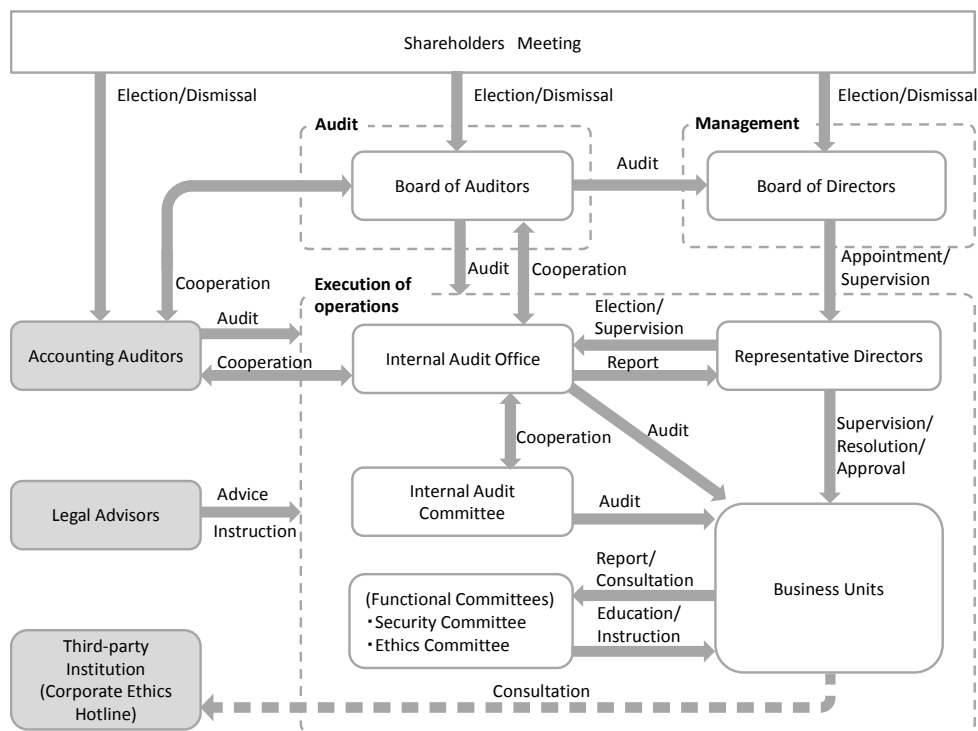 Shareholders Meeting
Election/Dismissal
Election/Dismissal
Election/Dismissal
Audit
Management
Board of Auditors
Audit
Board of Directors
Cooperation
Audit
Cooperation
Appointment/
Supervision
Execution of
operations
Election/
Supervision
Accounting Auditors
Audit
Cooperation
Internal Audit Office
Report
Representative Directors
Cooperation
Audit
Supervision/
Resolution/
Approval
Legal Advisors
Advice
Instruction
Internal Audit
Committee
Audit
Business Units
Report/
Consultation
(Functional Committees)
・Security Committee
・Ethics Committee
Education/
Instruction
Third-party
Institution
(Corporate Ethics
Hotline)
Consultation